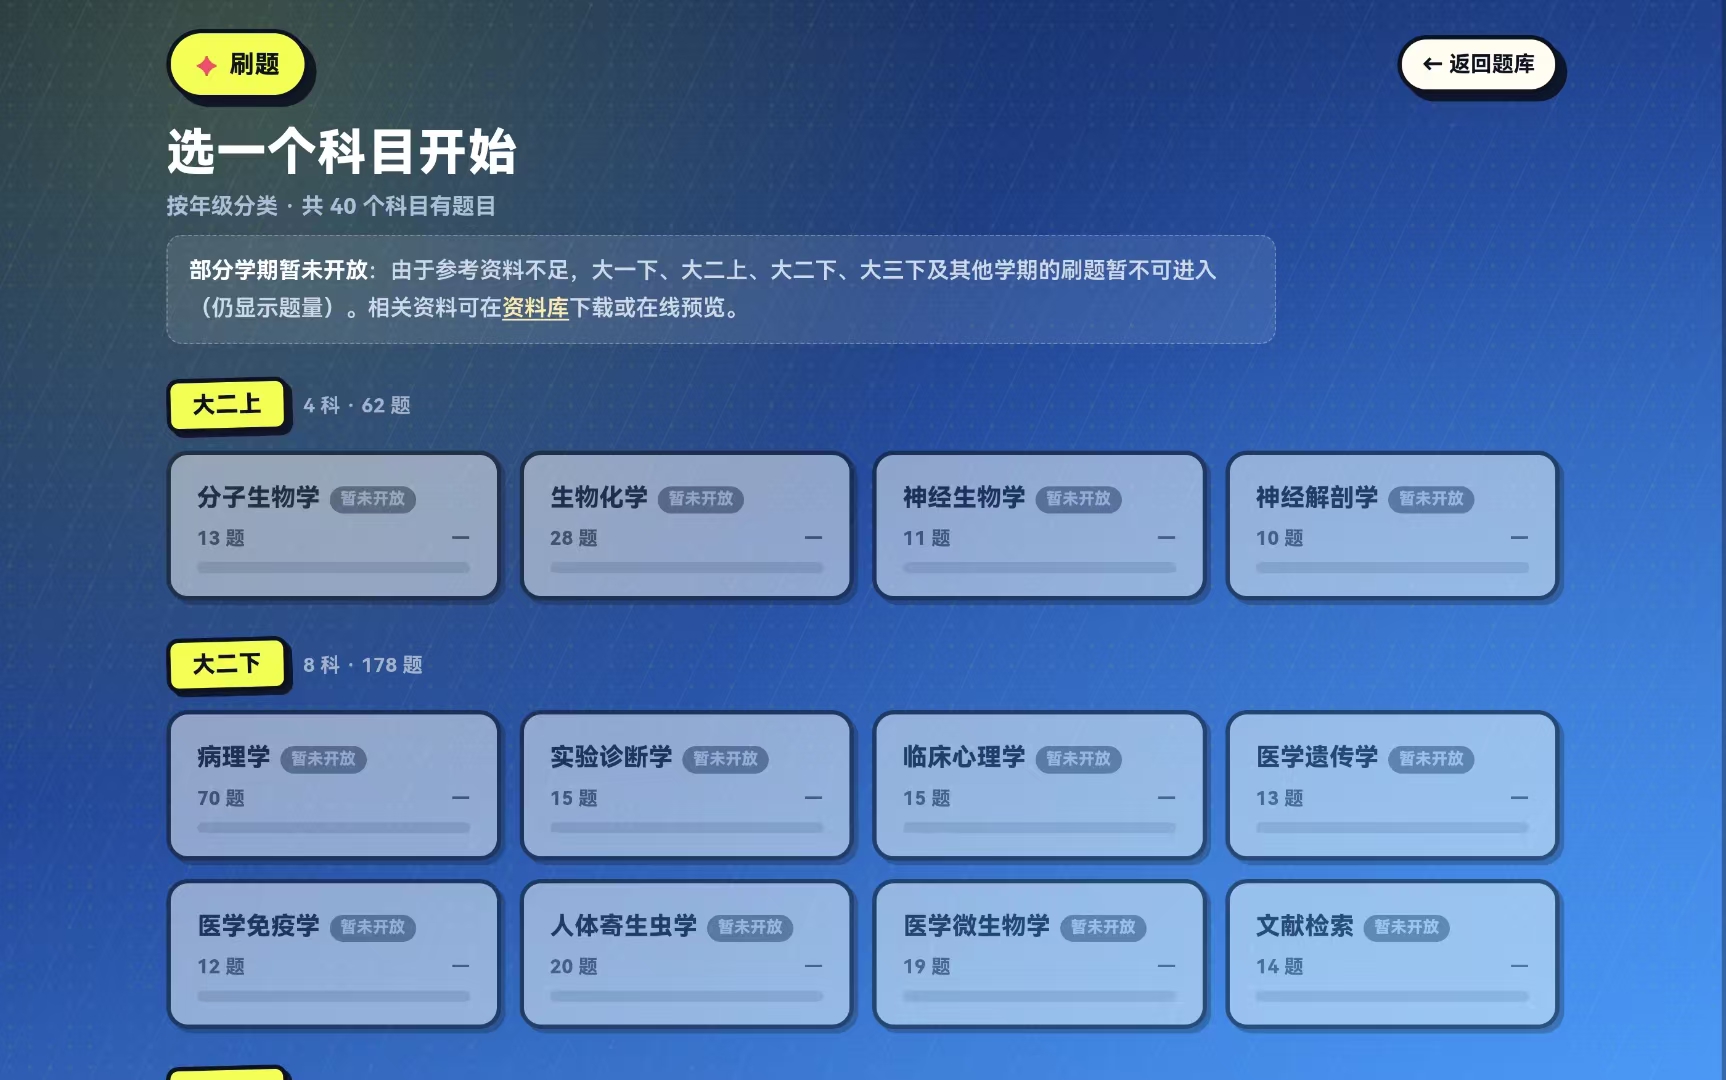 刷题
← 返回题库
选一个科目开始
按年级分类 · 共 40 个科目有题目
部分学期暂未开放：由于参考资料不足，大一下、大二上、大二下、大三下及其他学期的刷题暂不可进入
（仍显示题量）。相关资料可在资料库下载或在线预览。
大二上 4 科 · 62 题
分子生物学 暂未开放
13 题 —
生物化学 暂未开放
28 题 —
神经生物学 暂未开放
11 题 —
神经解剖学 暂未开放
10 题 —
大二下 8 科 · 178 题
病理学 暂未开放
70 题 —
实验诊断学 暂未开放
15 题 —
临床心理学 暂未开放
15 题 —
医学遗传学 暂未开放
13 题 —
医学免疫学 暂未开放
12 题 —
人体寄生虫学 暂未开放
20 题 —
医学微生物学 暂未开放
19 题 —
文献检索 暂未开放
14 题 —